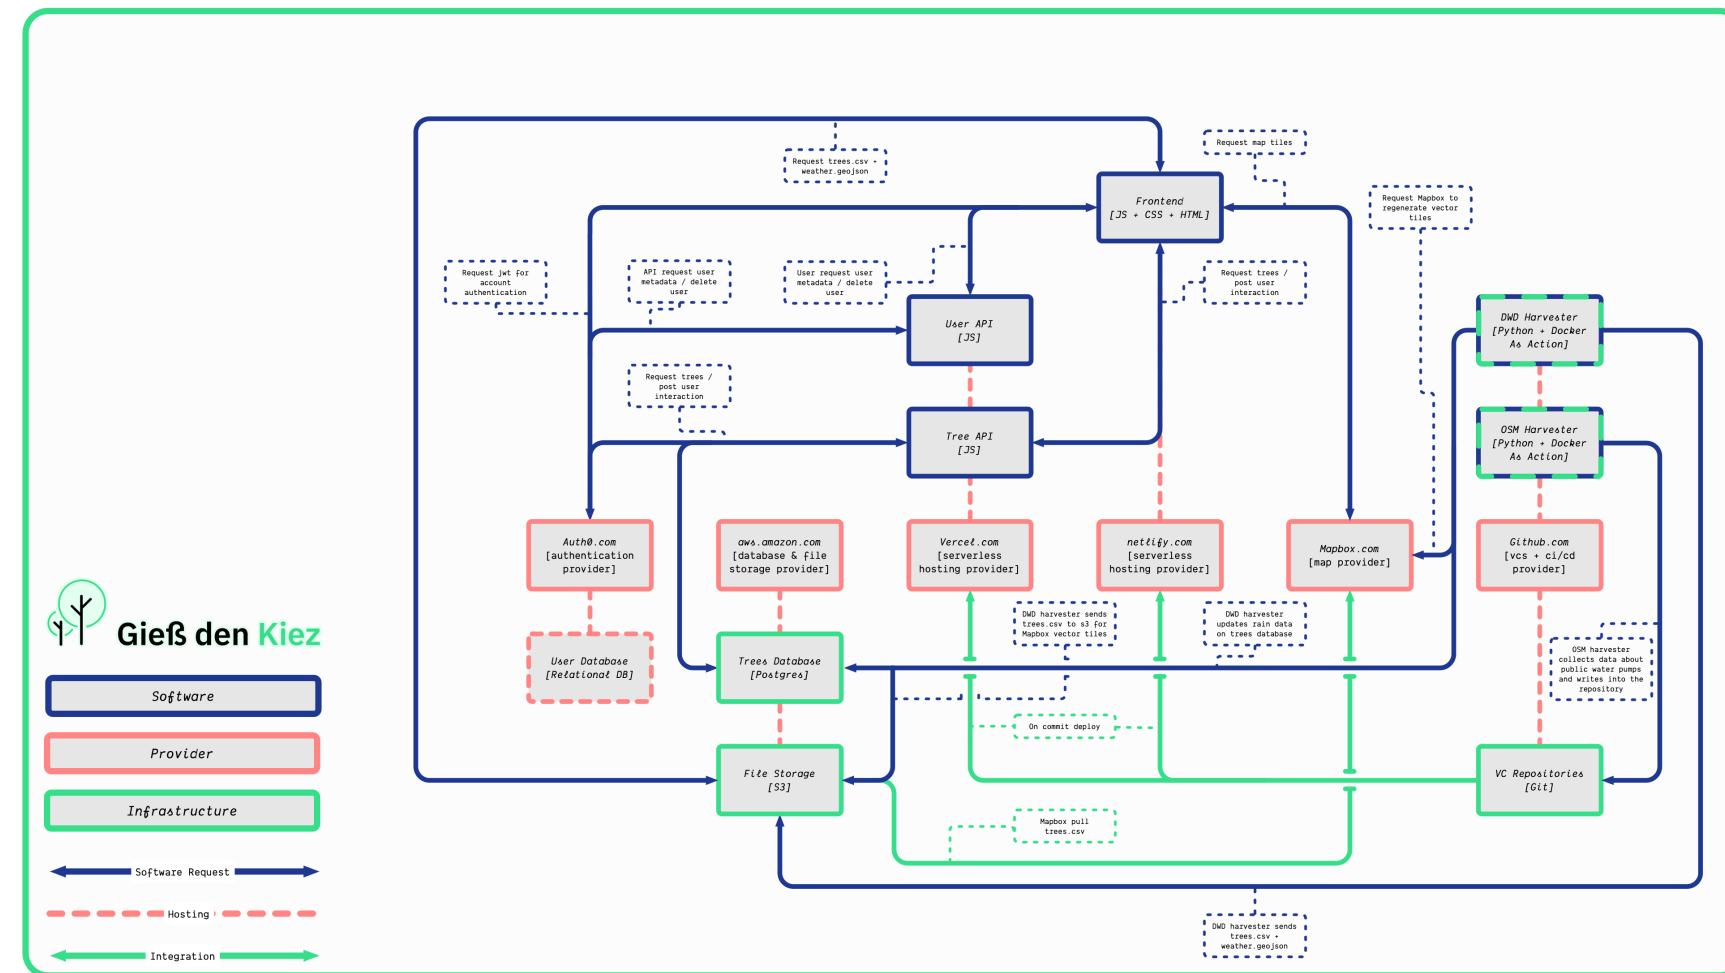 Request trees.csv +
weather.geojson
Request map tiles
Request Mapbox to
regenerate vector
tiles
Frontend
[JS + CSS + HTML]
Request jwt for
account
authentication
API request user
metadata / delete
user
User request user
metadata / delete
user
Request trees /
post user
interaction
User API
[JS]
DWD Harvester
[Python + Docker
As Action]
Request trees /
post user
interaction
Tree API
[JS]
OSM Harvester
[Python + Docker
As Action]
Auth0.com
[authentication
provider]
aws.amazon.com
[database & file
storage provider]
Vercel.com
[serverless
hosting provider]
netlify.com
[serverless
hosting provider]
Mapbox.com
[map provider]
Github.com
[vcs + ci/cd
provider]
DWD harvester sends
trees.csv to s3 for
Mapbox vector tiles
DWD harvester
updates rain data
on trees database
Gieß den Kiez
User Database
[Relational DB]
Trees Database
[Postgres]
OSM harvester
collects data about
public water pumps
and writes into the
repository
Software
On commit deploy
Provider
File Storage
[S3]
VC Repositories
[Git]
Infrastructure
Mapbox pull
trees.csv
Software Request
Hosting
DWD harvester sends
trees.csv +
weather.geojson
Integration